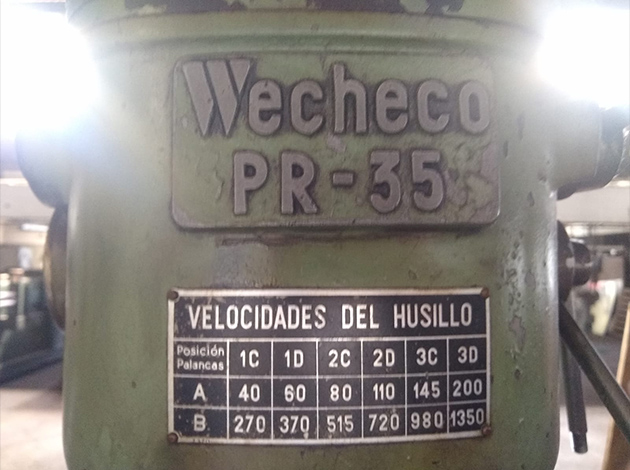 Wecheco
PR-35
VELOCIDADES DEL HUSILLO
Posición Palancas 1C 1D 2C 2D 3C 3D
A 40 60 80 110 145 200
B 270 370 515 720 980 1350